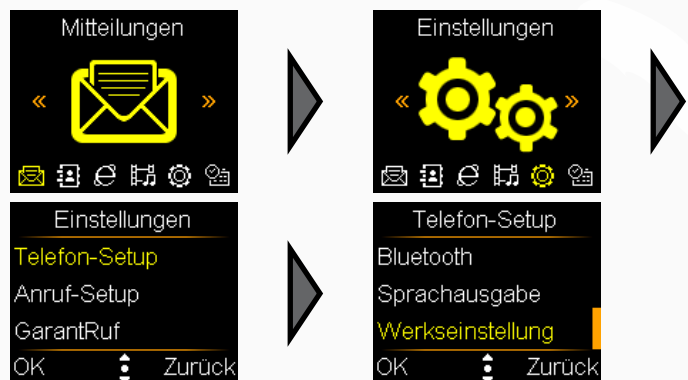 Mitteilungen
Einstellungen
Einstellungen
Telefon-Setup
Anruf-Setup
GarantRuf
OK Zurück
Telefon-Setup
Bluetooth
Sprachausgabe
Werkseinstellung
OK Zurück